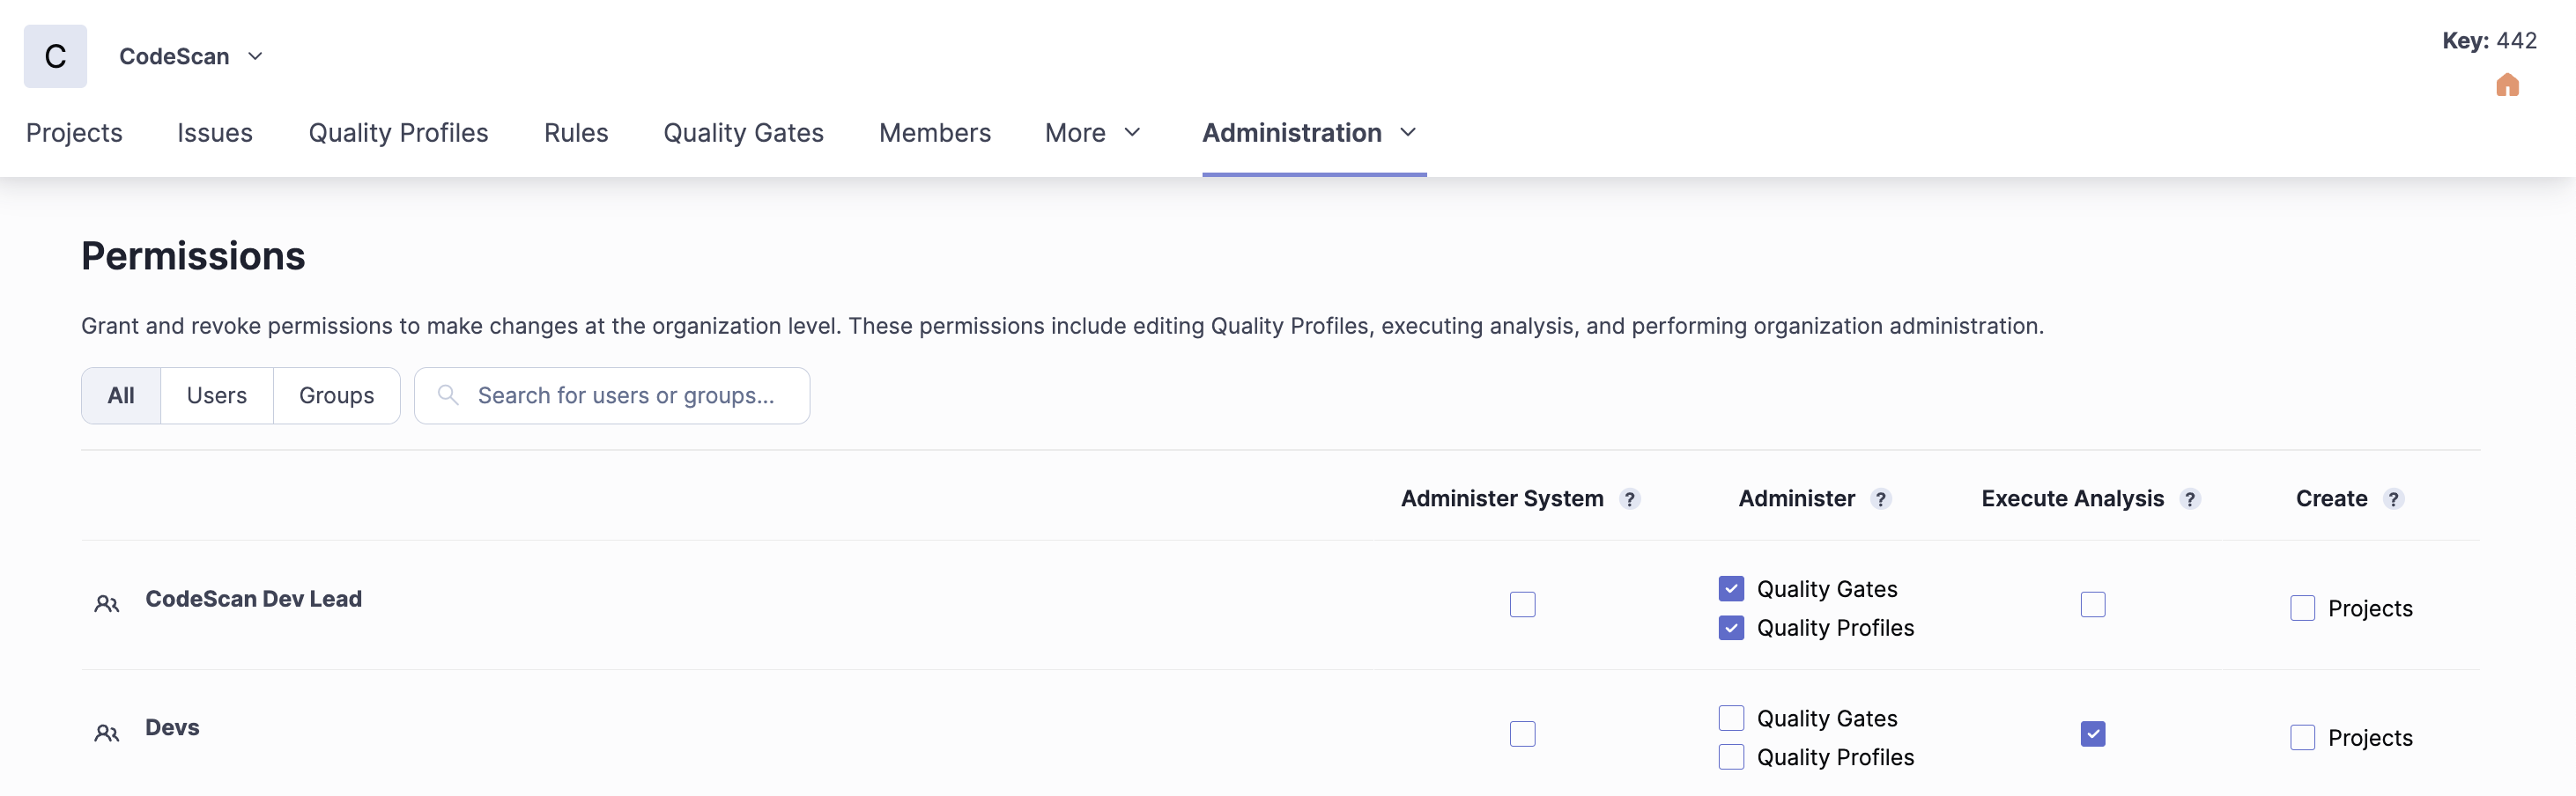 C
CodeScan
Key: 442
Projects Issues Quality Profiles Rules Quality Gates Members More Administration
Permissions
Grant and revoke permissions to make changes at the organization level. These permissions include editing Quality Profiles, executing analysis, and performing organization administration.
All Users Groups Search for users or groups...
Administer System ? Administer ? Execute Analysis ? Create ?
CodeScan Dev Lead
Quality Gates
Quality Profiles
Projects
Devs
Quality Gates
Quality Profiles
Projects